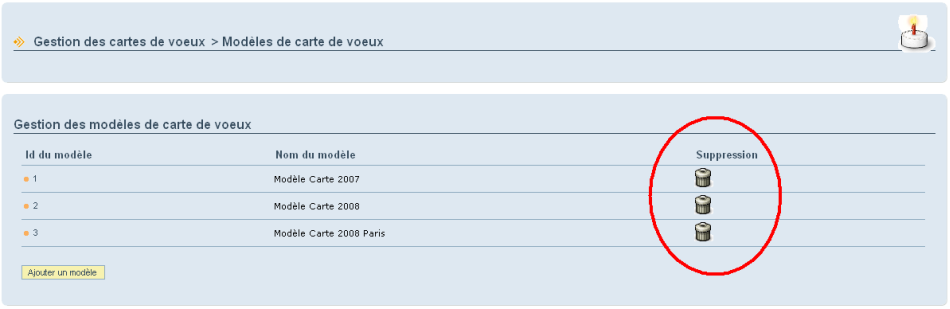 Gestion des cartes de voeux > Modèles de carte de voeux
Gestion des modèles de carte de voeux
Id du modèle Nom du modèle Suppression
1 Modèle Carte 2007
2 Modèle Carte 2008
3 Modèle Carte 2008 Paris
Ajouter un modèle